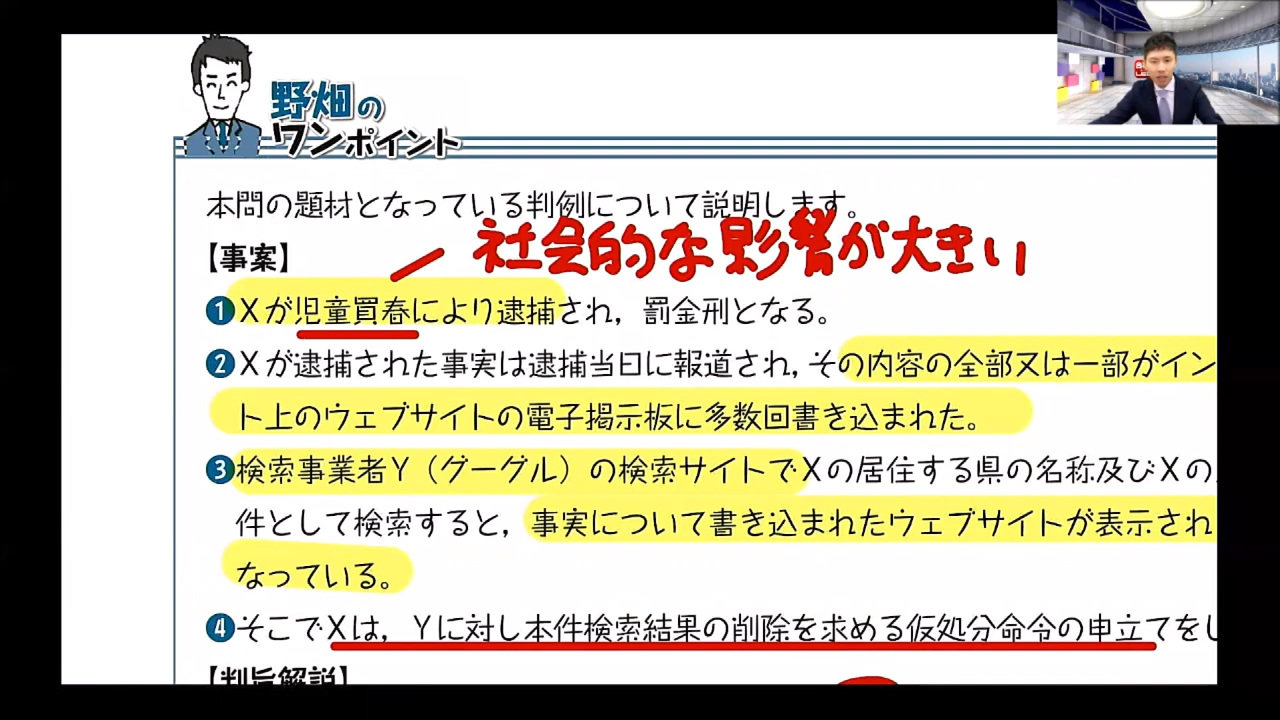 野畑の
ワンポイント
本問の題材となっている判例について説明します。
【事案】
社会的な影響が大きい
❶Xが児童買春により逮捕され，罰金刑となる。
❷Xが逮捕された事実は逮捕当日に報道され，その内容の全部又は一部がイン
ト上のウェブサイトの電子掲示板に多数回書き込まれた。
❸検索事業者Y（グーグル）の検索サイトでXの居住する県の名称及びXの
件として検索すると，事実について書き込まれたウェブサイトが表示され
なっている。
❹そこでXは，Yに対し本件検索結果の削除を求める仮処分命令の申立てをし
【判旨解説】